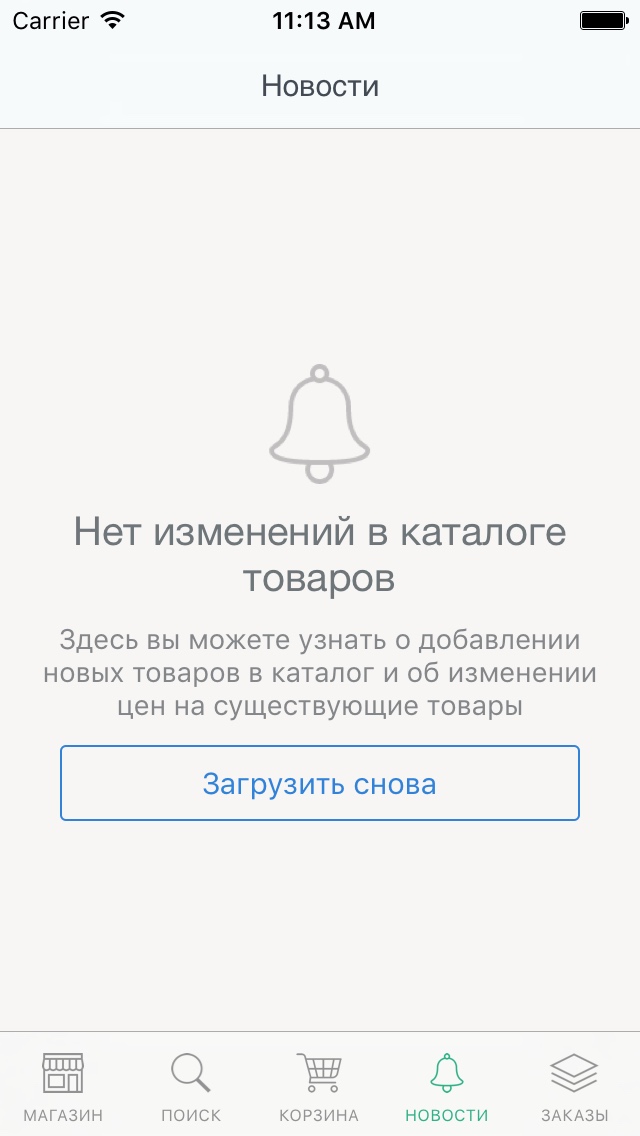 Carrier 11:13 AM
Новости
Нет изменений в каталоге
товаров
Здесь вы можете узнать о добавлении
новых товаров в каталог и об изменении
цен на существующие товары
Загрузить снова
МАГАЗИН ПОИСК КОРЗИНА НОВОСТИ ЗАКАЗЫ